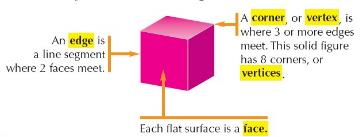 An edge is
a line segment
where 2 faces meet.
A corner, or vertex, is
where 3 or more edges
meet. This solid figure
has 8 corners, or
vertices.
Each flat surface is a face.